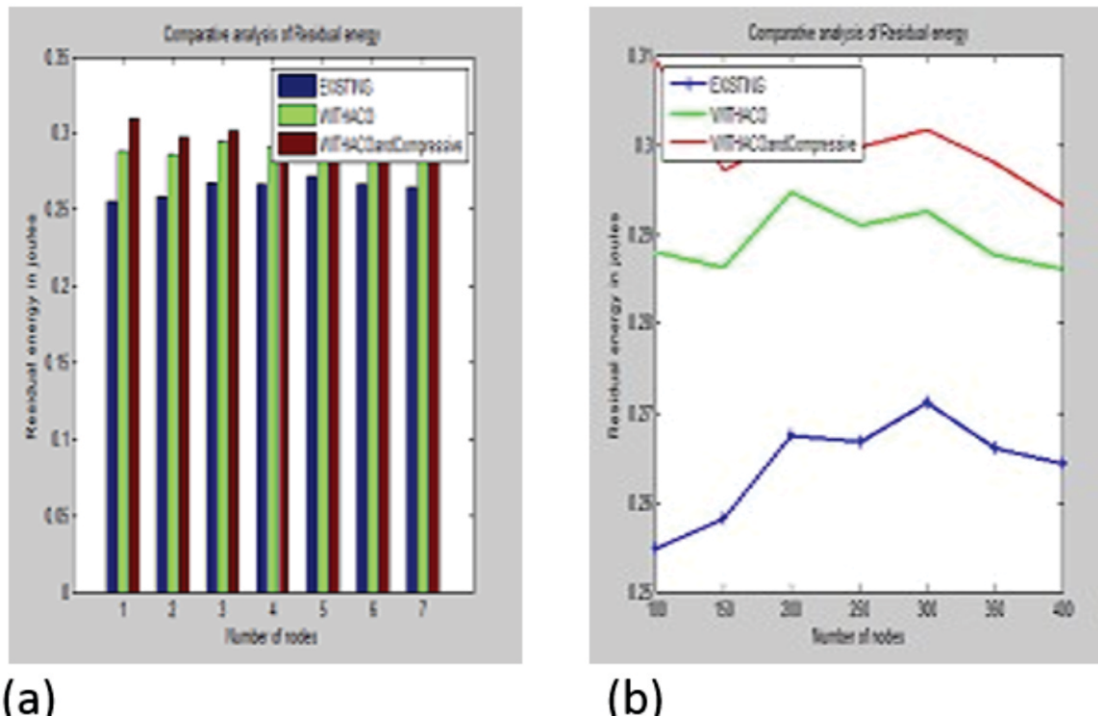 Comparative analysis of Residual energy
EXISTING
WITHACO
WITHACOandCompressive
Residual energy in joules
0.35
0.3
0.25
0.2
0.15
0.1
0.05
0
1 2 3 4 5 6 7
Number of nodes
(a)
Comparative analysis of Residual energy
EXISTING
WITHACO
WITHACOandCompressive
Residual energy in joules
0.31
0.3
0.29
0.28
0.27
0.26
0.25
100 150 200 250 300 350 400
Number of nodes
(b)